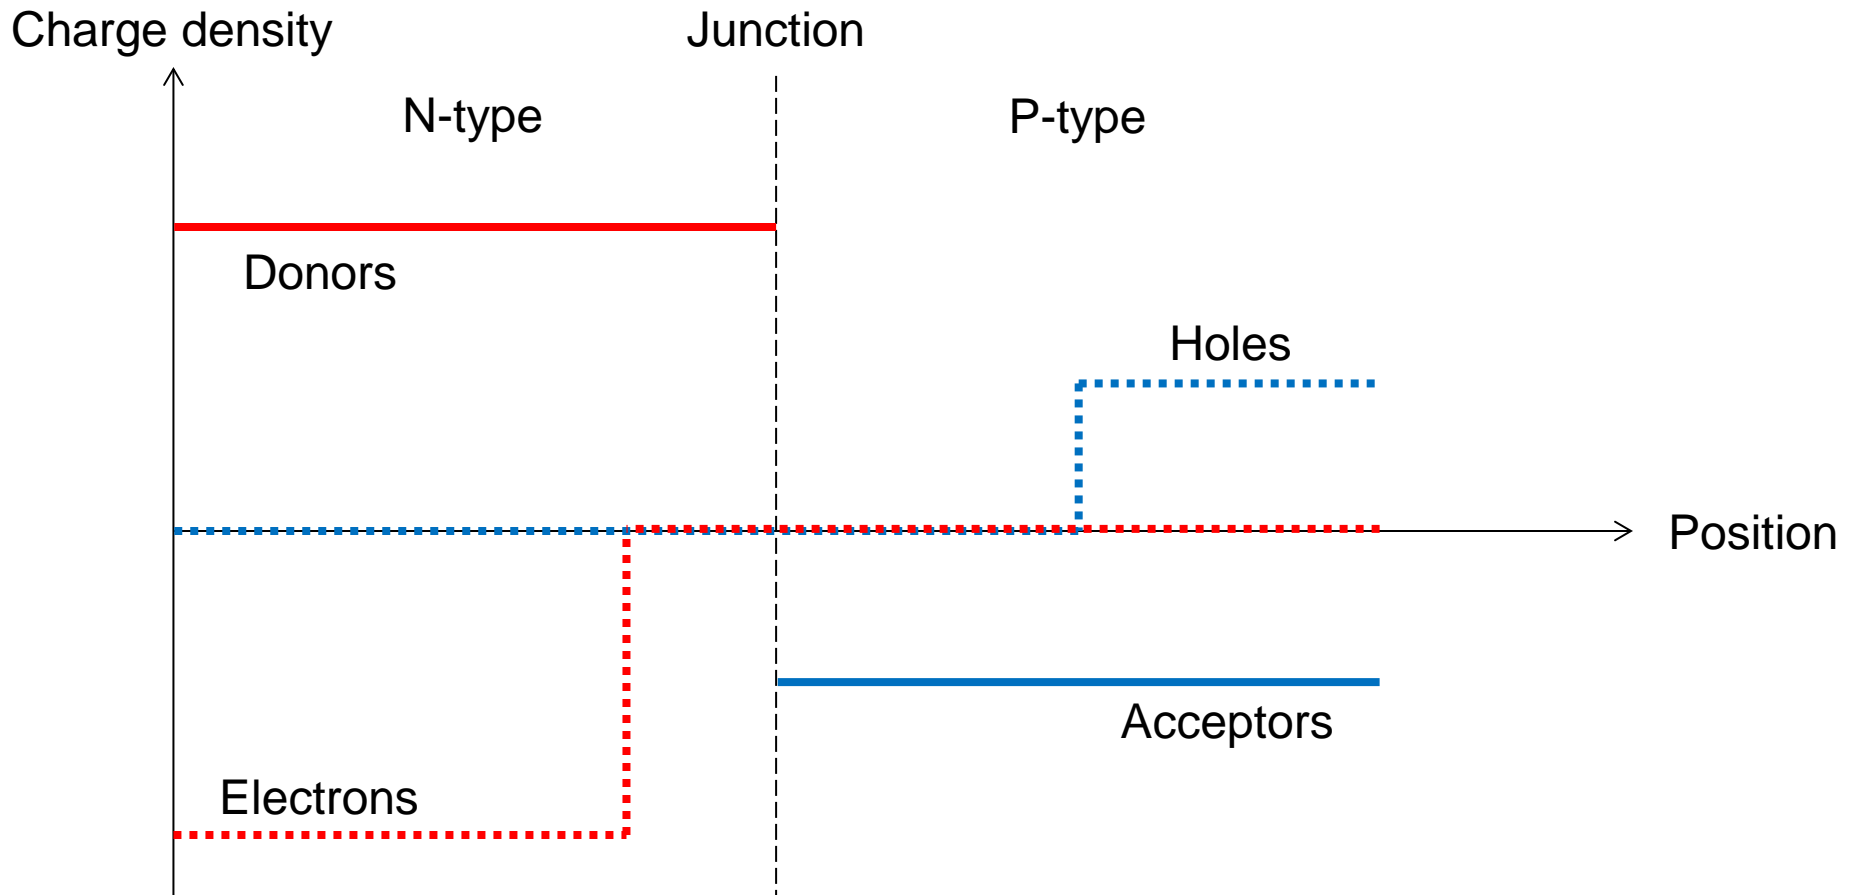 Charge density
Junction
N-type
P-type
Donors
Holes
Position
Acceptors
Electrons